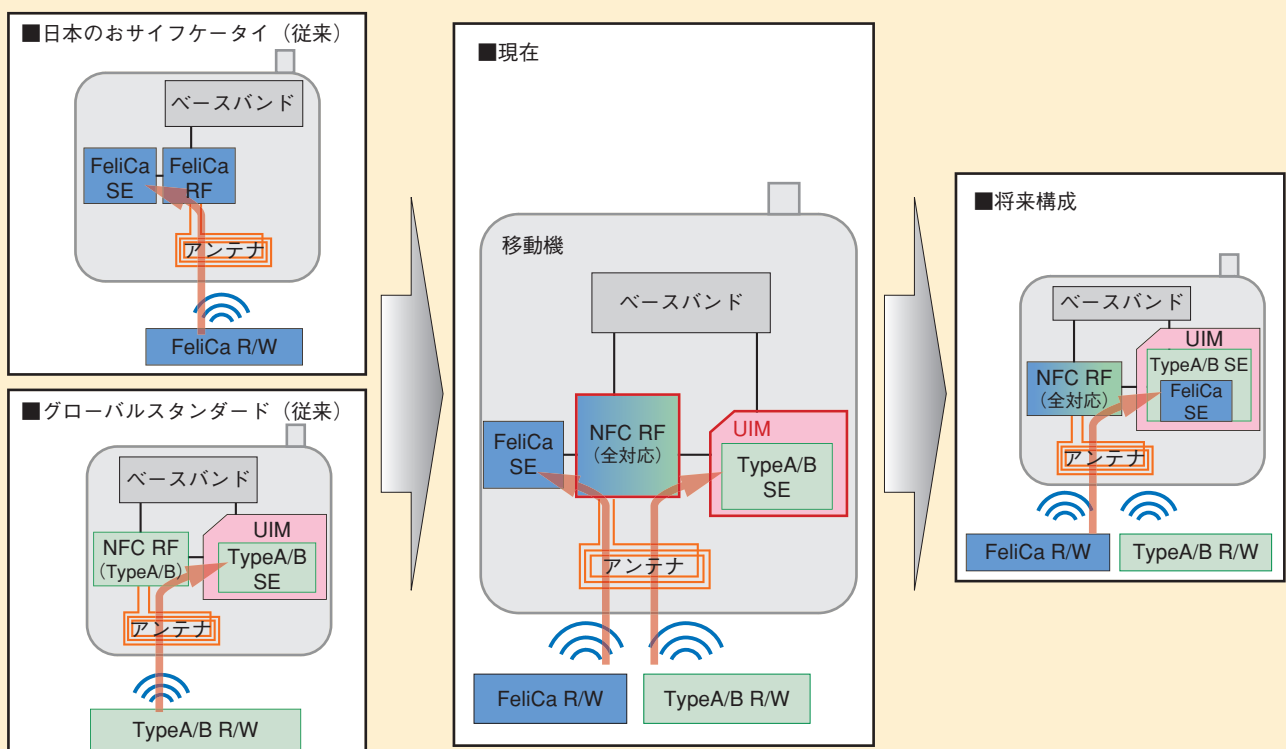 ■日本のおサイフケータイ（従来）
ベースバンド
FeliCa
SE
FeliCa
RF
アンテナ
FeliCa R/W
■グローバルスタンダード（従来）
ベースバンド
NFC RF
（TypeA/B）
UIM
TypeA/B
SE
アンテナ
TypeA/B R/W
■現在
移動機
ベースバンド
FeliCa
SE
NFC RF
（全対応）
UIM
TypeA/B
SE
アンテナ
FeliCa R/W
TypeA/B R/W
■将来構成
ベースバンド
NFC RF
（全対応）
UIM
TypeA/B SE
FeliCa
SE
アンテナ
FeliCa R/W
TypeA/B R/W